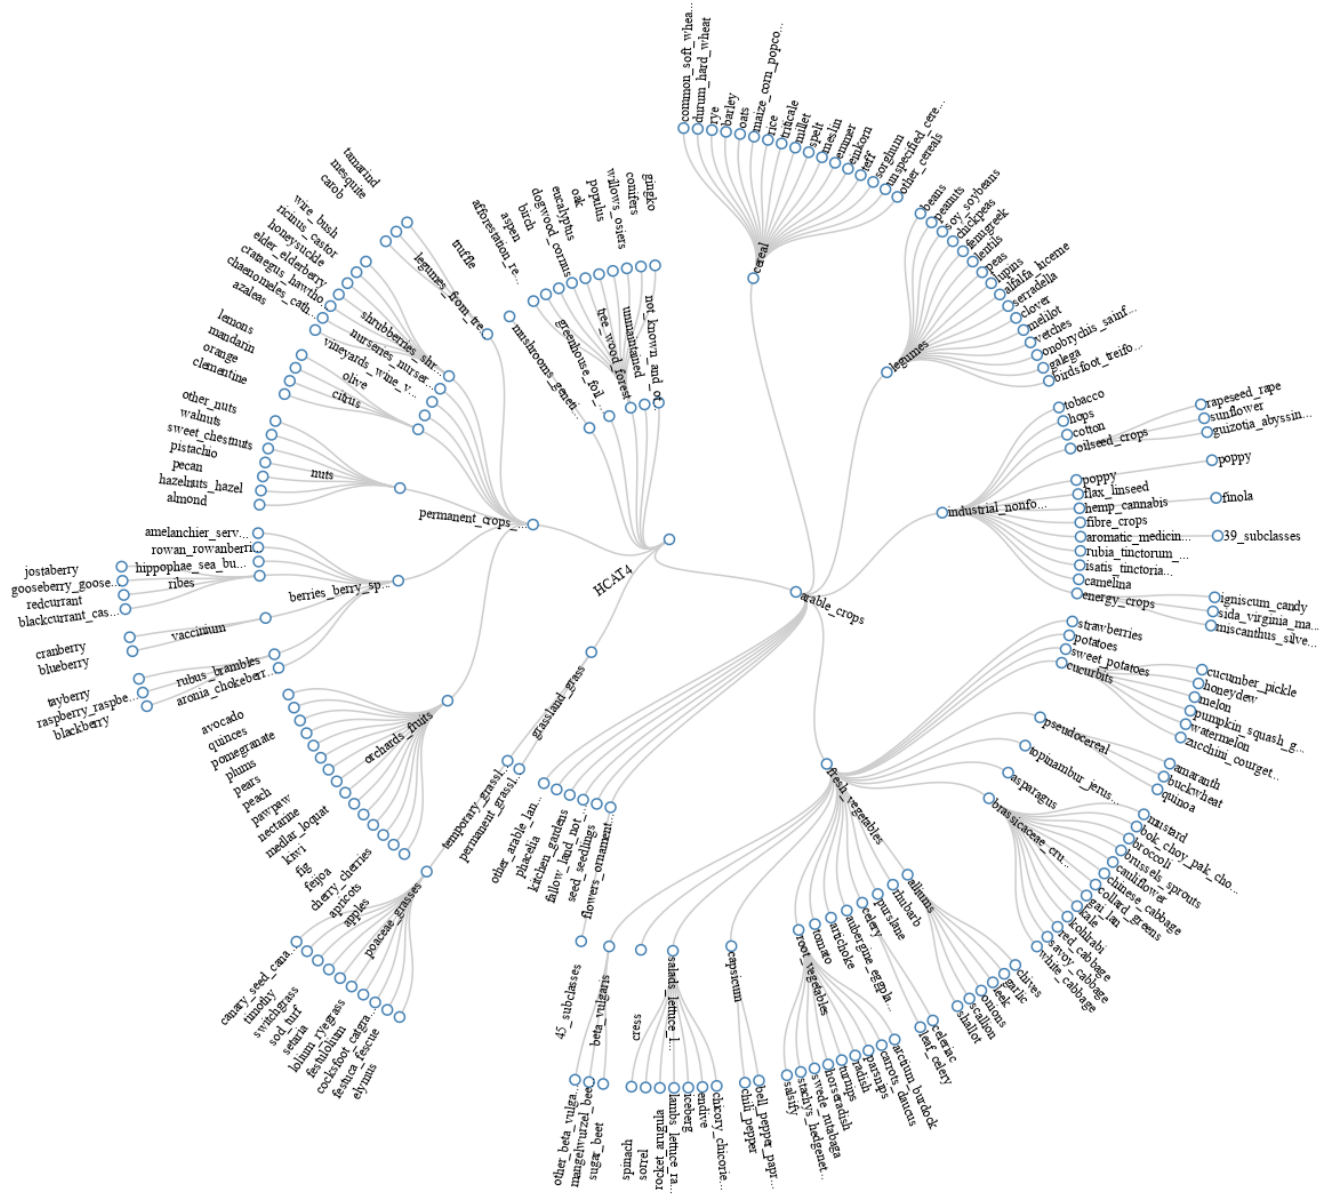 HCAT4
arable_crops
cereal
common_soft_whea...
durum_hard_wheat
rye
barley
oats
maize_corn_popco...
rice
triticale
millet
spelt
meslin
emmer
einkorn
teff
sorghum
unspecified_cere...
other_cereals
legumes
beans
peanuts
soy_soybeans
chickpeas
fenugreek
lentils
peas
lupins
alfalfa_lucerne
serradella
clover
melilot
vetches
onobrychis_sainf...
galega
birdsfoot_treifo...
industrial_nonfo...
tobacco
hops
cotton
oilseed_crops
rapeseed_rape
sunflower
guizotia_abyssin...
poppy
poppy
flax_linseed
hemp_cannabis
finola
fibre_crops
aromatic_medicin...
39_subclasses
rubia_tinctorum_...
isatis_tinctoria...
camelina
energy_crops
igniscum_candy
sida_virginia_ma...
miscanthus_silve...
fresh_vegetables
strawberries
potatoes
sweet_potatoes
cucurbits
cucumber_pickle
honeydew
melon
pumpkin_squash_g...
watermelon
zucchini_courget...
pseudocereal
amaranth
buckwheat
quinoa
topinambur_jerus...
asparagus
brassicaceae_cru...
mustard
bok_choy_pak_cho...
broccoli
brussels_sprouts
cauliflower
chinese_cabbage
collard_greens
gai_lan
kale
kohlrabi
red_cabbage
savoy_cabbage
white_cabbage
aliums
chives
garlic
leek
onions
scallion
shallot
rhubarb
purslane
celery
celeriac
leaf_celery
aubergine_eggpla...
artichoke
tomato
root_vegetables
arctium_burdock
carrots_daucus
parsnips
radish
turnips
horseradish
swede_rutabaga
stachys_hedgenet...
salsify
capsicum
bell_pepper_papr...
chili_pepper
salads_lettuce_l...
chicory_chicorie...
endive
iceberg
lambs_lettuce_ra...
rocket_arugula
sorrel
spinach
cress
beta_vulgaris
sugar_beet
mangelwurzel_bee...
other_beta_vulga...
flowers_ornament...
45_subclasses
seed_seedlings
fallow_land_not_...
kitchen_gardens
phacelia
other_arable_lan...
grassland_grass
permanent_grassl...
temporary_grassl...
poaceae_grasses
elymus
festuca_fescue
cocksfoot_catgra...
festulolium
lolium_ryegrass
setaria
sod_turf
switchgrass
timothy
canary_seed_cana...
permanent_crops_...
orchards_fruits
apples
apricots
cherry_cherries
feijoa
fig
kiwi
medlar_loquat
nectarine
pawpaw
peach
pears
plums
pomegranate
quinces
avocado
berries_berry_sp...
aronia_chokeberr...
rubus_brambles
blackberry
raspberry_raspbe...
tayberry
vaccinium
blueberry
cranberry
ribes
blackcurrant_cas...
redcurrant
gooseberry_goose...
jostaberry
hippophae_sea_bu...
rowan_rowanberri...
amelanchier_serv...
nuts
almond
hazelnuts_hazel
pecan
pistachio
sweet_chestnuts
walnuts
other_nuts
citrus
clementine
orange
mandarin
lemons
olive
vineyards_wine_v...
nurseries_nurser...
shrubberries_shr...
azaleas
chaenomeles_cath...
crataegus_hawtho...
elder_elderberry
honeysuckle
ricinus_castor
wire_bush
legumes_from_tre...
carob
mesquite
tamarind
mushrooms_geneti...
truffle
greenhouse_foil_...
tree_wood_forest
afforestation_re...
aspen
birch
dogwood_cornus
eucalyptus
oak
populus
willows_osiers
conifers
gingko
unmaintained
not_known_and_ot...